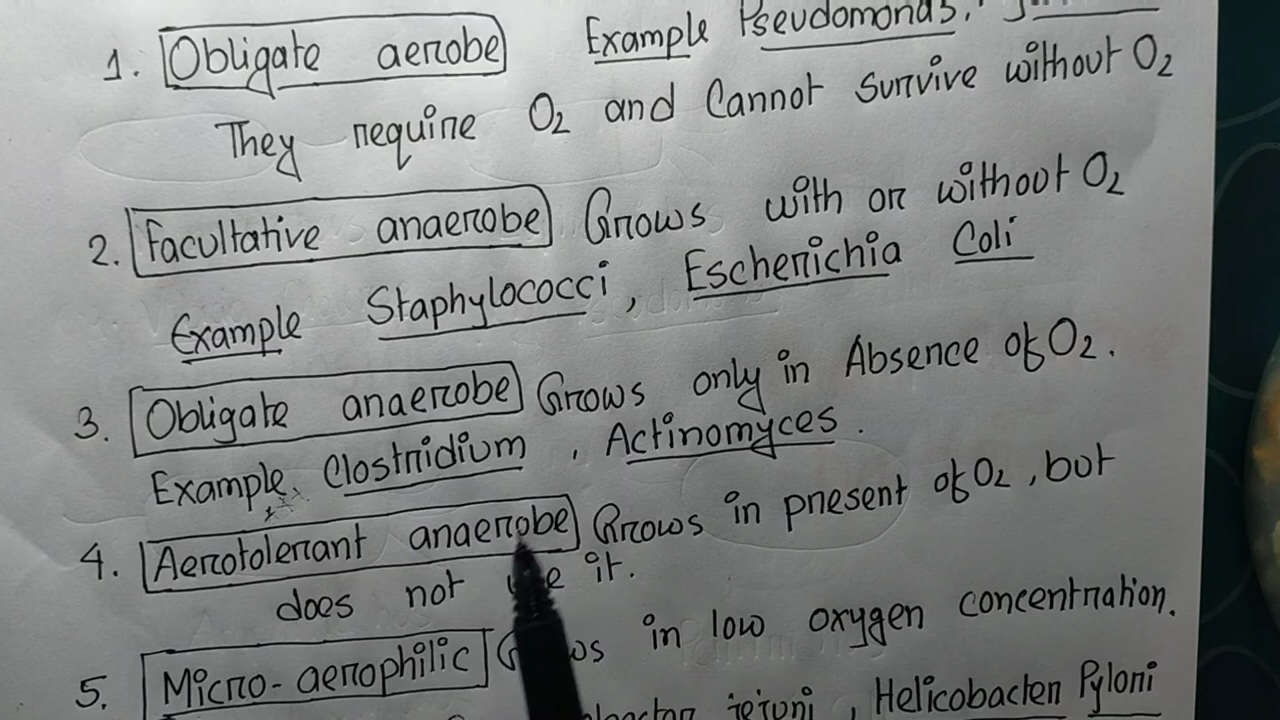 1. Obligate aerobe Example Pseudomonas,
They require O2 and Cannot survive without O2
2. Facultative anaerobe Grows with or without O2
Example Staphylococci, Escherichia Coli
3. Obligate anaerobe Grows only in Absence of O2.
Example, Clostridium, Actinomyces.
4. Aerotolerant anaerobe Grows in present of O2, but
does not use it.
5. Micro-aerophilic Grows in low oxygen concentration.
jejuni, Helicobacter Pylori